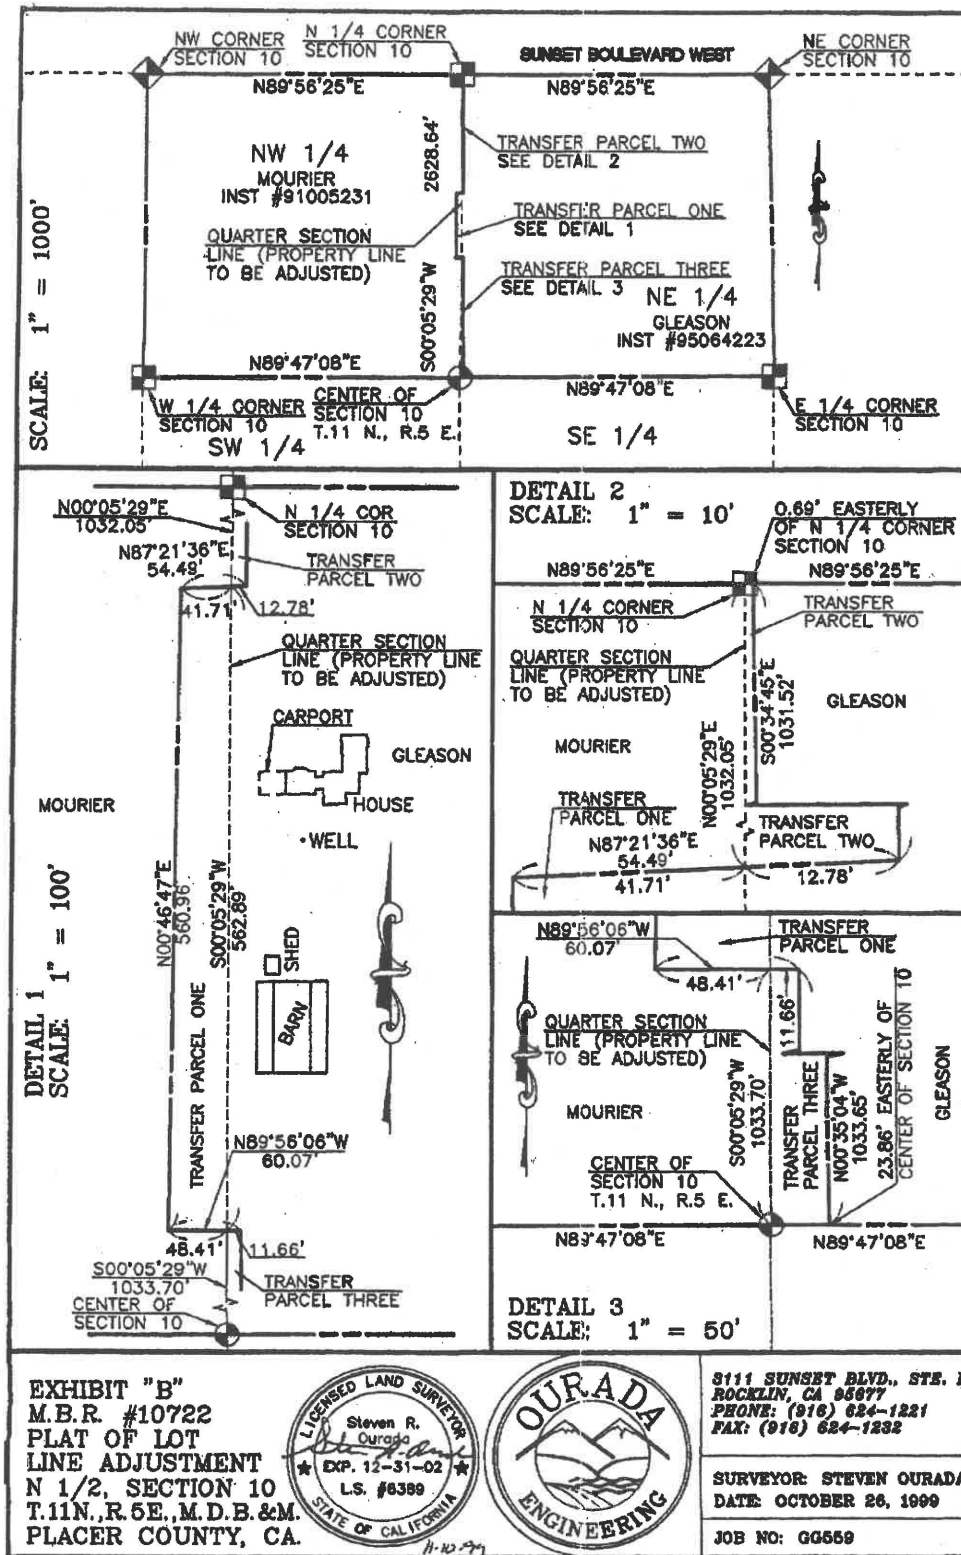 NW CORNER
SECTION 10
N 1/4 CORNER
SECTION 10
SUNSET BOULEVARD WEST
NE CORNER
SECTION 10
N89°56'25"E
N89°56'25"E
NW 1/4
MOURIER
INST #91005231
2628.64'
TRANSFER PARCEL TWO
SEE DETAIL 2
QUARTER SECTION
LINE (PROPERTY LINE
TO BE ADJUSTED)
TRANSFER PARCEL ONE
SEE DETAIL 1
S00°05'29"W
TRANSFER PARCEL THREE
SEE DETAIL 3
NE 1/4
GLEASON
INST #95064223
SCALE: 1" = 1000'
N89°47'08"E
N89°47'08"E
W 1/4 CORNER
SECTION 10
CENTER OF
SECTION 10
T.11 N., R.5 E.
E 1/4 CORNER
SECTION 10
SW 1/4
SE 1/4
N00°05'29"E
1032.05'
N 1/4 COR
SECTION 10
N87°21'36"E
54.49'
TRANSFER
PARCEL TWO
41.71'
12.78'
QUARTER SECTION
LINE (PROPERTY LINE
TO BE ADJUSTED)
CARPORT
GLEASON
MOURIER
HOUSE
WELL
N00°46'47"E
560.96'
S00°05'29"W
562.89'
SHED
BARN
TRANSFER PARCEL ONE
DETAIL 1
SCALE: 1" = 100'
N89°56'06"W
60.07'
48.41'
11.66'
S00°05'29"W
1033.70'
TRANSFER
PARCEL THREE
CENTER OF
SECTION 10
DETAIL 2
SCALE: 1" = 10'
0.69' EASTERLY
OF N 1/4 CORNER
SECTION 10
N89°56'25"E
N89°56'25"E
N 1/4 CORNER
SECTION 10
TRANSFER
PARCEL TWO
QUARTER SECTION
LINE (PROPERTY LINE
TO BE ADJUSTED)
S00°34'45"E
1031.52'
GLEASON
MOURIER
N00°05'29"E
1032.05'
TRANSFER
PARCEL ONE
TRANSFER
PARCEL TWO
N87°21'36"E
54.49'
41.71'
12.78'
N89°56'06"W
60.07'
TRANSFER
PARCEL ONE
48.41'
11.66'
QUARTER SECTION
LINE (PROPERTY LINE
TO BE ADJUSTED)
MOURIER
S00°05'29"W
1033.70'
TRANSFER
PARCEL THREE
N00°35'04"W
1033.65'
23.86' EASTERLY OF
CENTER OF SECTION 10
GLEASON
CENTER OF
SECTION 10
T.11 N., R.5 E.
N89°47'08"E
N89°47'08"E
DETAIL 3
SCALE: 1" = 50'
EXHIBIT "B"
M.B.R. #10722
PLAT OF LOT
LINE ADJUSTMENT
N 1/2, SECTION 10
T.11N.,R.5E.,M.D.B.&M.
PLACER COUNTY, CA.
LICENSED LAND SURVEYOR
Steven R.
Ourada
EXP. 12-31-02
L.S. #6389
STATE OF CALIFORNIA
11-10-99
OURADA
ENGINEERING
3111 SUNSET BLVD., STE.
ROCKLIN, CA 95677
PHONE: (916) 624-1221
FAX: (916) 624-1232
SURVEYOR: STEVEN OURADA
DATE: OCTOBER 26, 1999
JOB NO: GG559